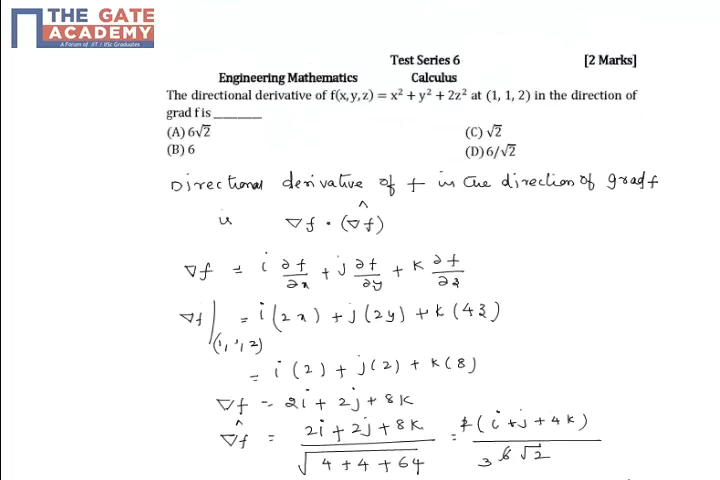 THE GATE
ACADEMY
A Forum of IIT / IISc Graduates
Test Series 6 [2 Marks]
Engineering Mathematics Calculus
The directional derivative of f(x, y, z) = x² + y² + 2z² at (1, 1, 2) in the direction of
grad f is ______
(A) 6√2 (C) √2
(B) 6 (D) 6/√2
Directional derivative of f in the direction of grad f
is ∇f · (∇̂f)
∇f = i ∂f/∂x + j ∂f/∂y + k ∂f/∂z
∇f|(1,1,2) = i(2x) + j(2y) + k(4z)
= i(2) + j(2) + k(8)
∇f = 2i + 2j + 8k
∇̂f = 2i + 2j + 8k / √4 + 4 + 64 = 2(i + j + 4k) / 3 6√2